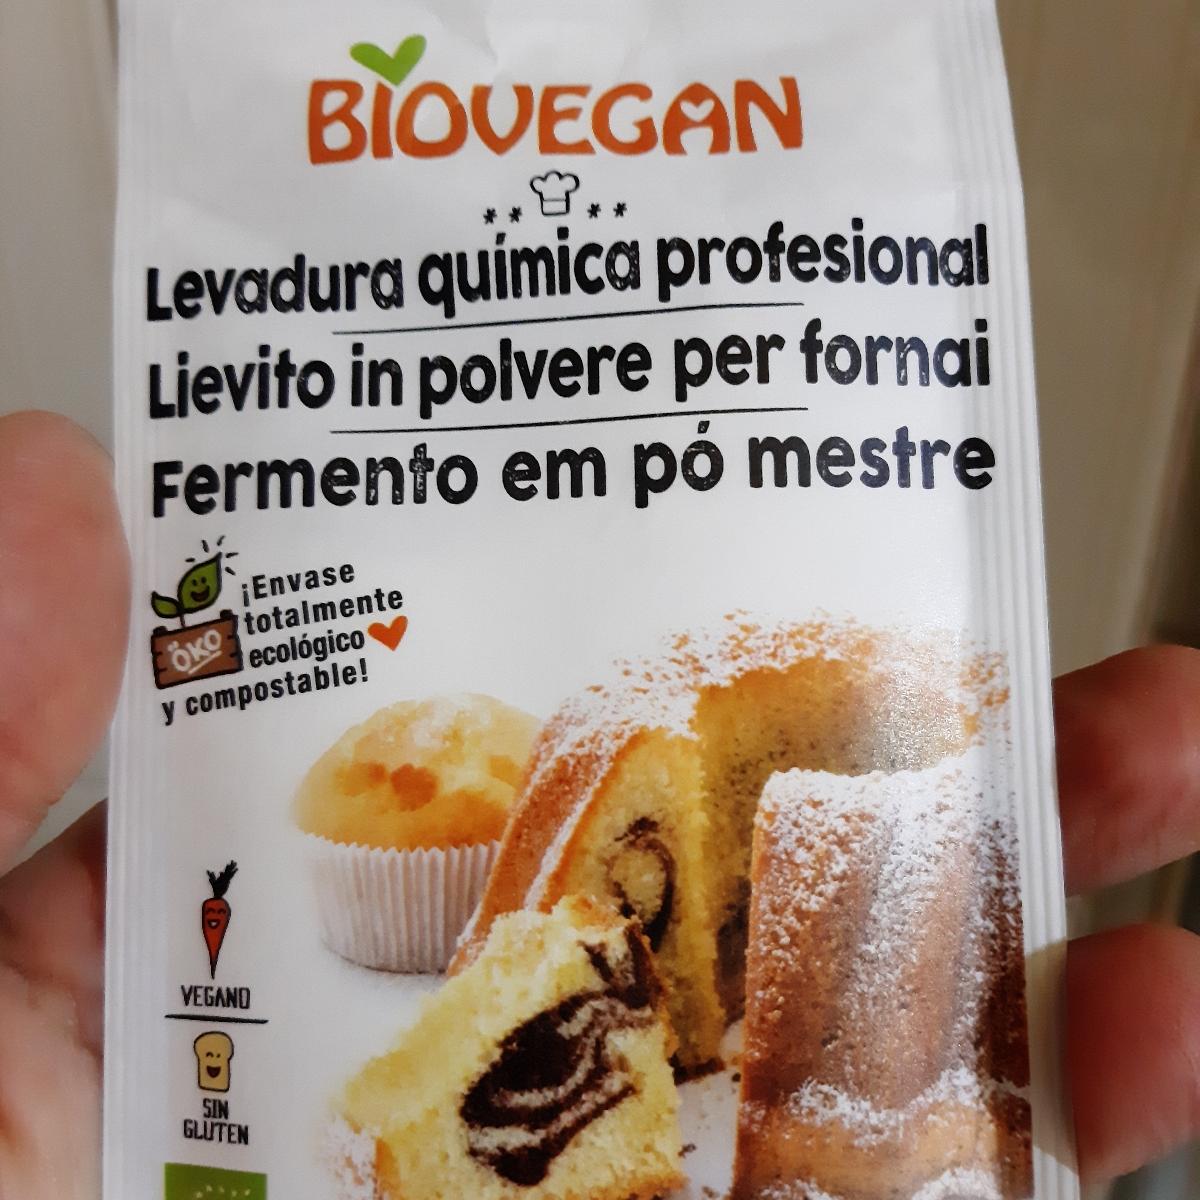 BIOVEGAN
Levadura química profesional
Lievito in polvere per fornai
Fermento em pó mestre
¡Envase
totalmente
ecológico
y compostable!
ÖKO
VEGANO
SIN
GLUTEN